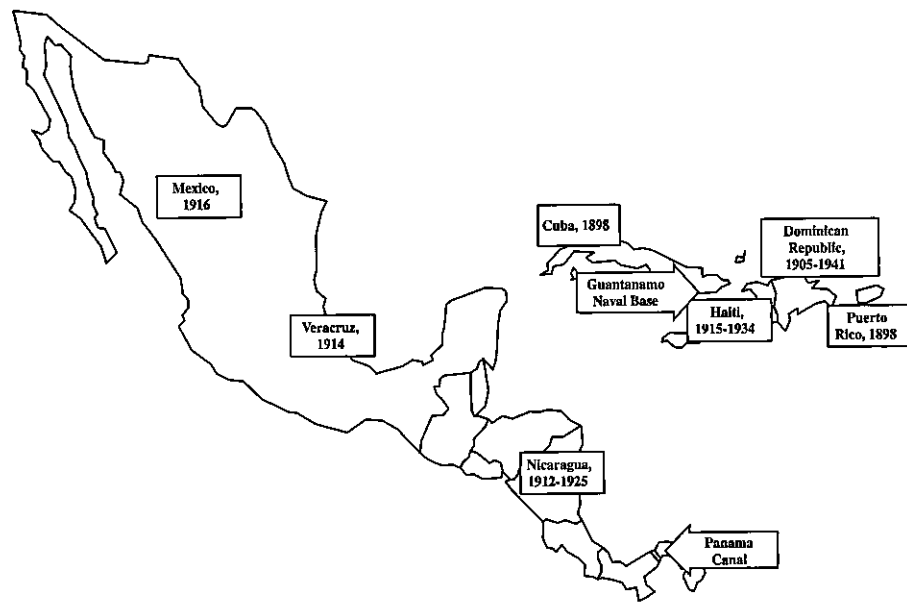 Mexico,
1916
Cuba, 1898
Dominican
Republic,
1905-1941
Guantanamo
Naval Base
Haiti,
1915-1934
Puerto
Rico, 1898
Veracruz,
1914
Nicaragua,
1912-1925
Panama
Canal